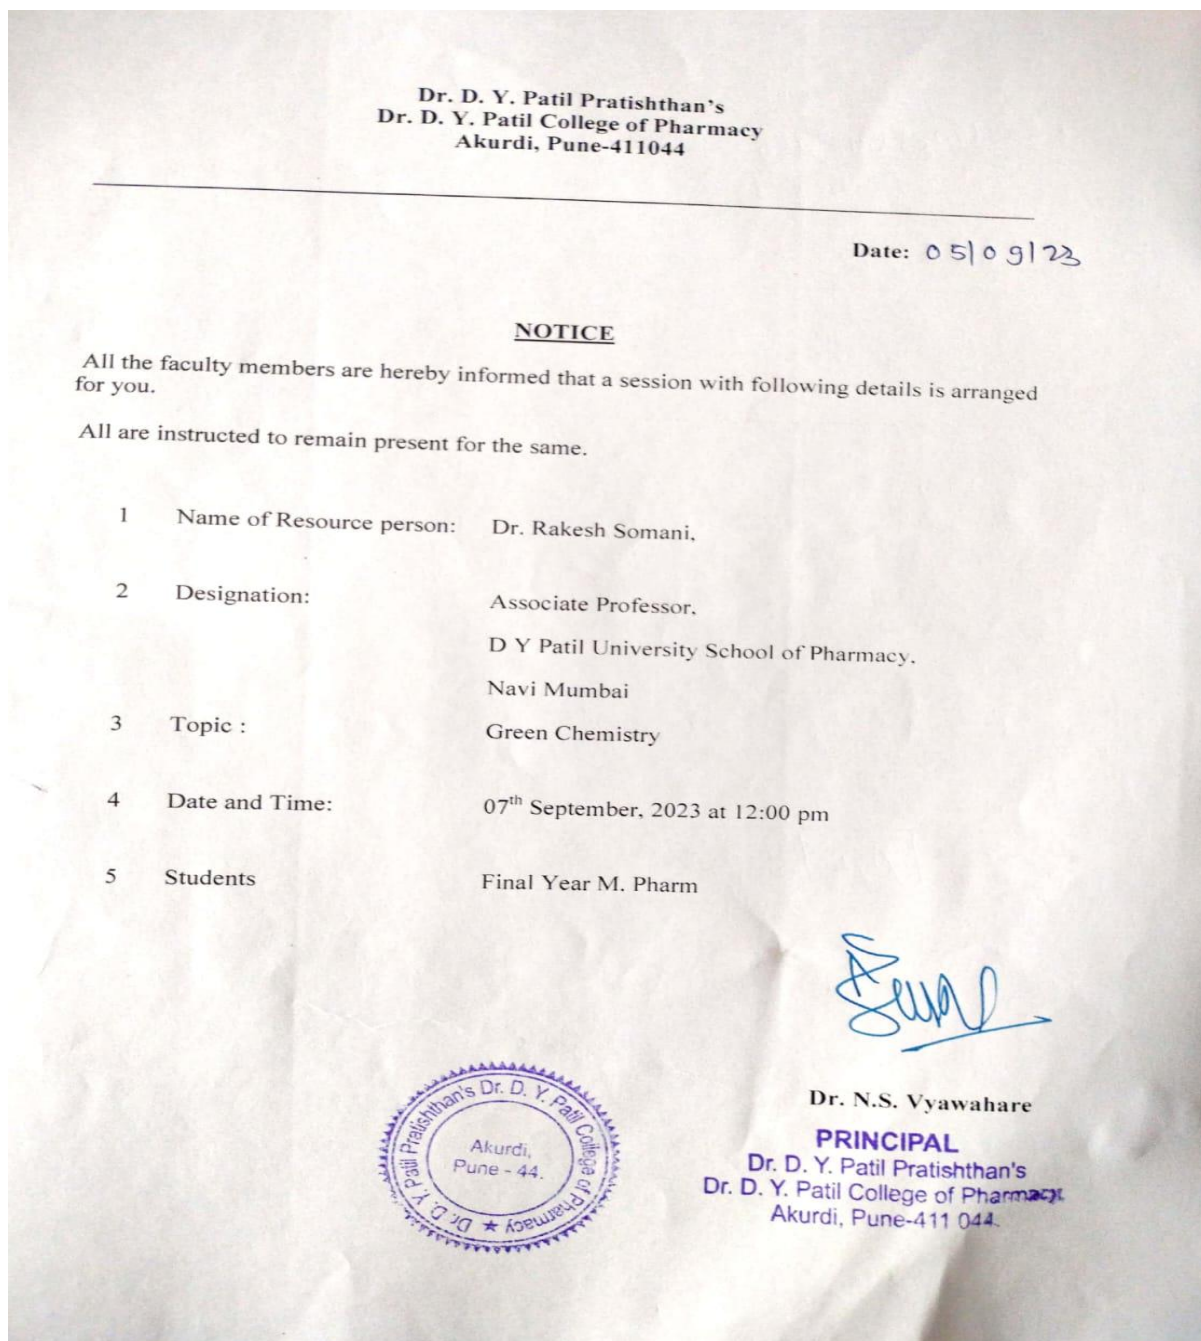 Dr. D. Y. Patil Pratishthan's
Dr. D. Y. Patil College of Pharmacy
Akurdi, Pune-411044
Date: 05/09/23
NOTICE
All the faculty members are hereby informed that a session with following details is arranged
for you.
All are instructed to remain present for the same.
1 Name of Resource person: Dr. Rakesh Somani,
2 Designation: Associate Professor,
D Y Patil University School of Pharmacy,
Navi Mumbai
3 Topic : Green Chemistry
4 Date and Time: 07th September, 2023 at 12:00 pm
5 Students Final Year M. Pharm
Dr. N.S. Vyawahare
PRINCIPAL
Dr. D. Y. Patil Pratishthan's
Dr. D. Y. Patil College of Pharmacy
Akurdi, Pune-411 044.
Dr. D. Y. Patil Pratishthan's Dr. D. Y. Patil College of Pharmacy ★
Akurdi,
Pune - 44.